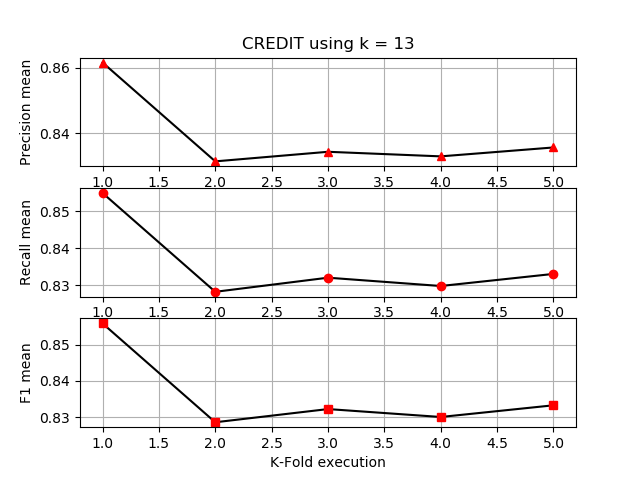 CREDIT using k = 13
Precision mean
0.86
0.84
1.0 1.5 2.0 2.5 3.0 3.5 4.0 4.5 5.0
Recall mean
0.85
0.84
0.83
1.0 1.5 2.0 2.5 3.0 3.5 4.0 4.5 5.0
F1 mean
0.85
0.84
0.83
1.0 1.5 2.0 2.5 3.0 3.5 4.0 4.5 5.0
K-Fold execution